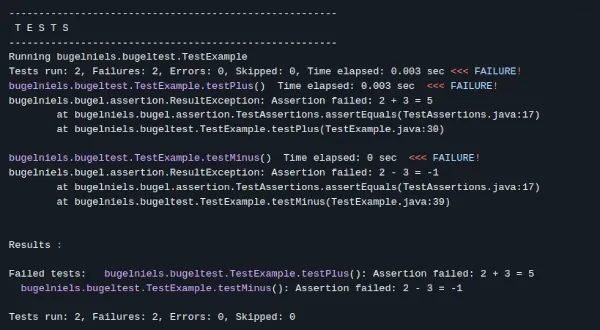 -------------------------------------------------------
 T E S T S
-------------------------------------------------------
Running bugelniels.bugeltest.TestExample
Tests run: 2, Failures: 2, Errors: 0, Skipped: 0, Time elapsed: 0.003 sec <<< FAILURE!
bugelniels.bugeltest.TestExample.testPlus()  Time elapsed: 0.003 sec  <<< FAILURE!
bugelniels.bugel.assertion.ResultException: Assertion failed: 2 + 3 = 5
        at bugelniels.bugel.assertion.TestAssertions.assertEquals(TestAssertions.java:17)
        at bugelniels.bugeltest.TestExample.testPlus(TestExample.java:30)

bugelniels.bugeltest.TestExample.testMinus()  Time elapsed: 0 sec  <<< FAILURE!
bugelniels.bugel.assertion.ResultException: Assertion failed: 2 - 3 = -1
        at bugelniels.bugel.assertion.TestAssertions.assertEquals(TestAssertions.java:17)
        at bugelniels.bugeltest.TestExample.testMinus(TestExample.java:39)


Results :

Failed tests:   bugelniels.bugeltest.TestExample.testPlus(): Assertion failed: 2 + 3 = 5
  bugelniels.bugeltest.TestExample.testMinus(): Assertion failed: 2 - 3 = -1

Tests run: 2, Failures: 2, Errors: 0, Skipped: 0